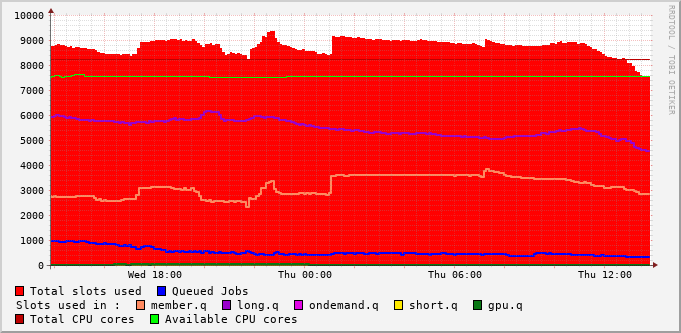 10000
9000
8000
7000
6000
5000
4000
3000
2000
1000
0
Wed 18:00 Thu 00:00 Thu 06:00 Thu 12:00
Total slots used Queued Jobs
Slots used in : member.q long.q ondemand.q short.q gpu.q
Total CPU cores Available CPU cores
RRDTOOL / TOBI OETIKER